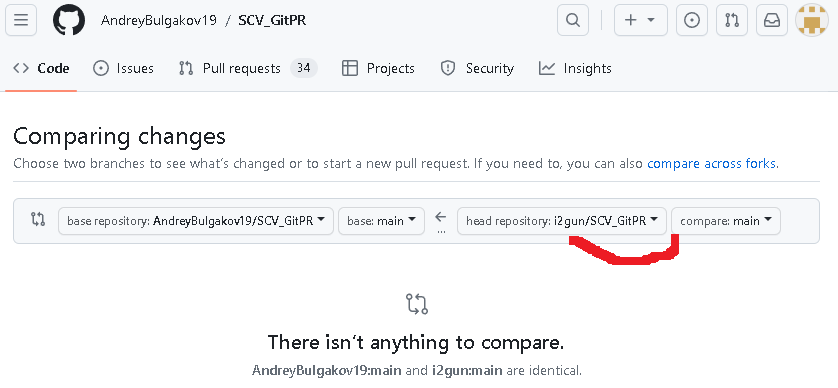 AndreyBulgakov19 / SCV_GitPR
Code Issues Pull requests 34 Projects Security Insights
Comparing changes
Choose two branches to see what's changed or to start a new pull request. If you need to, you can also compare across forks.
base repository: AndreyBulgakov19/SCV_GitPR base: main ... head repository: i2gun/SCV_GitPR compare: main
There isn't anything to compare.
AndreyBulgakov19:main and i2gun:main are identical.